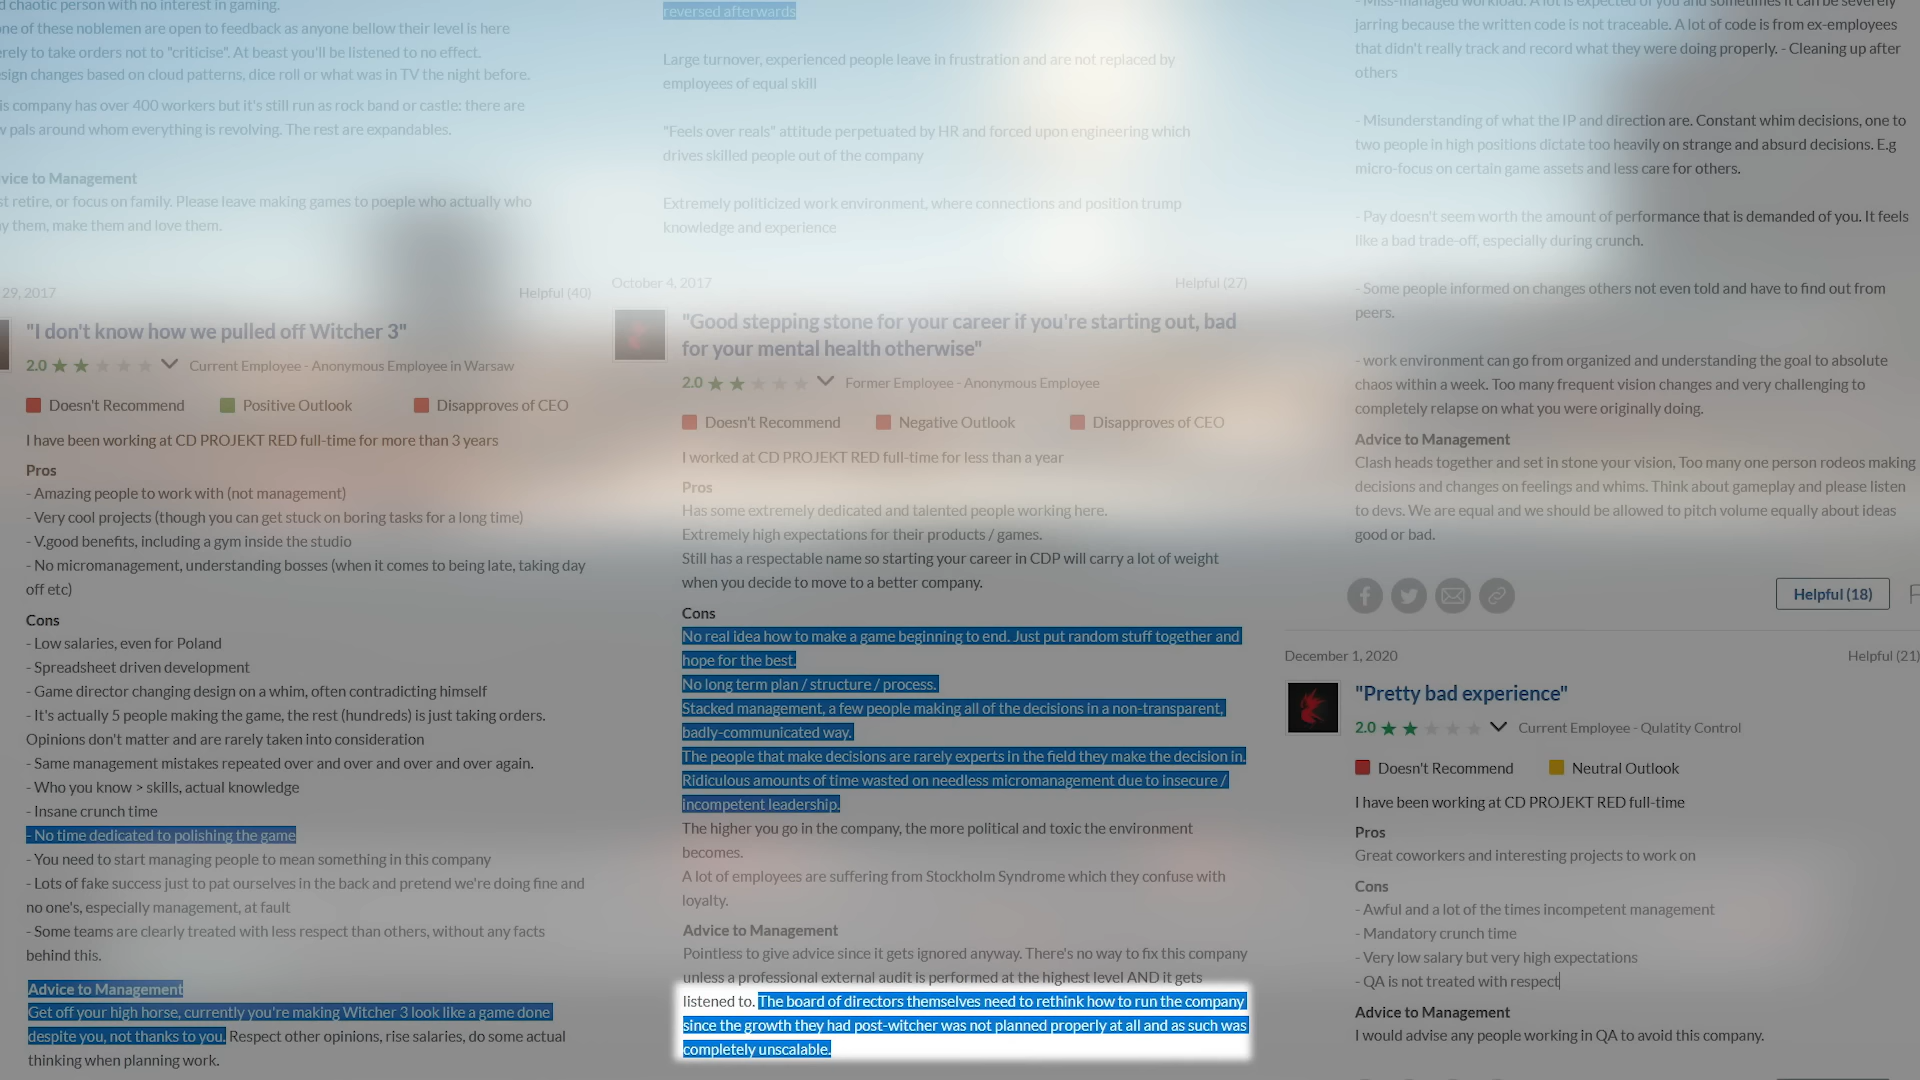 d chaotic person with no interest in gaming.
one of these noblemen are open to feedback as anyone bellow their level is here
erely to take orders not to "criticise". At beast you'll be listened to no effect.
esign changes based on cloud patterns, dice roll or what was in TV the night before.
is company has over 400 workers but it's still run as rock band or castle: there are
w pals around whom everything is revolving. The rest are expandables.
vice to Management
st retire, or focus on family. Please leave making games to poeple who actually who
y them, make them and love them.
29, 2017
Helpful (40)
"I don't know how we pulled off Witcher 3"
2.0
Current Employee - Anonymous Employee in Warsaw
Doesn't Recommend
Positive Outlook
Disapproves of CEO
I have been working at CD PROJEKT RED full-time for more than 3 years
Pros
- Amazing people to work with (not management)
- Very cool projects (though you can get stuck on boring tasks for a long time)
- V.good benefits, including a gym inside the studio
- No micromanagement, understanding bosses (when it comes to being late, taking day
off etc)
Cons
- Low salaries, even for Poland
- Spreadsheet driven development
- Game director changing design on a whim, often contradicting himself
- It's actually 5 people making the game, the rest (hundreds) is just taking orders.
Opinions don't matter and are rarely taken into consideration
- Same management mistakes repeated over and over and over and over again.
- Who you know > skills, actual knowledge
- Insane crunch time
- No time dedicated to polishing the game
- You need to start managing people to mean something in this company
- Lots of fake success just to pat ourselves in the back and pretend we're doing fine and
no one's, especially management, at fault
- Some teams are clearly treated with less respect than others, without any facts
behind this.
Advice to Management
Get off your high horse, currently you're making Witcher 3 look like a game done
despite you, not thanks to you. Respect other opinions, rise salaries, do some actual
thinking when planning work.
reversed afterwards
Large turnover, experienced people leave in frustration and are not replaced by
employees of equal skill
"Feels over reals" attitude perpetuated by HR and forced upon engineering which
drives skilled people out of the company
Extremely politicized work environment, where connections and position trump
knowledge and experience
October 4, 2017
Helpful (27)
"Good stepping stone for your career if you're starting out, bad
for your mental health otherwise"
2.0
Former Employee - Anonymous Employee
Doesn't Recommend
Negative Outlook
Disapproves of CEO
I worked at CD PROJEKT RED full-time for less than a year
Pros
Has some extremely dedicated and talented people working here.
Extremely high expectations for their products / games.
Still has a respectable name so starting your career in CDP will carry a lot of weight
when you decide to move to a better company.
Cons
No real idea how to make a game beginning to end. Just put random stuff together and
hope for the best.
No long term plan / structure / process.
Stacked management, a few people making all of the decisions in a non-transparent,
badly-communicated way.
The people that make decisions are rarely experts in the field they make the decision in.
Ridiculous amounts of time wasted on needless micromanagement due to insecure /
incompetent leadership.
The higher you go in the company, the more political and toxic the environment
becomes.
A lot of employees are suffering from Stockholm Syndrome which they confuse with
loyalty.
Advice to Management
Pointless to give advice since it gets ignored anyway. There's no way to fix this company
unless a professional external audit is performed at the highest level AND it gets
listened to. The board of directors themselves need to rethink how to run the company
since the growth they had post-witcher was not planned properly at all and as such was
completely unscalable.
- Miss-managed workload. A lot is expected of you and sometimes it can be severely
jarring because the written code is not traceable. A lot of code is from ex-employees
that didn't really track and record what they were doing properly. - Cleaning up after
others
- Misunderstanding of what the IP and direction are. Constant whim decisions, one to
two people in high positions dictate too heavily on strange and absurd decisions. E.g
micro-focus on certain game assets and less care for others.
- Pay doesn't seem worth the amount of performance that is demanded of you. It feels
like a bad trade-off, especially during crunch.
- Some people informed on changes others not even told and have to find out from
peers.
- work environment can go from organized and understanding the goal to absolute
chaos within a week. Too many frequent vision changes and very challenging to
completely relapse on what you were originally doing.
Advice to Management
Clash heads together and set in stone your vision, Too many one person rodeos making
decisions and changes on feelings and whims. Think about gameplay and please listen
to devs. We are equal and we should be allowed to pitch volume equally about ideas
good or bad.
Helpful (18)
December 1, 2020
Helpful (21)
"Pretty bad experience"
2.0
Current Employee - Qulatity Control
Doesn't Recommend
Neutral Outlook
I have been working at CD PROJEKT RED full-time
Pros
Great coworkers and interesting projects to work on
Cons
- Awful and a lot of the times incompetent management
- Mandatory crunch time
- Very low salary but very high expectations
- QA is not treated with respect
Advice to Management
I would advise any people working in QA to avoid this company.